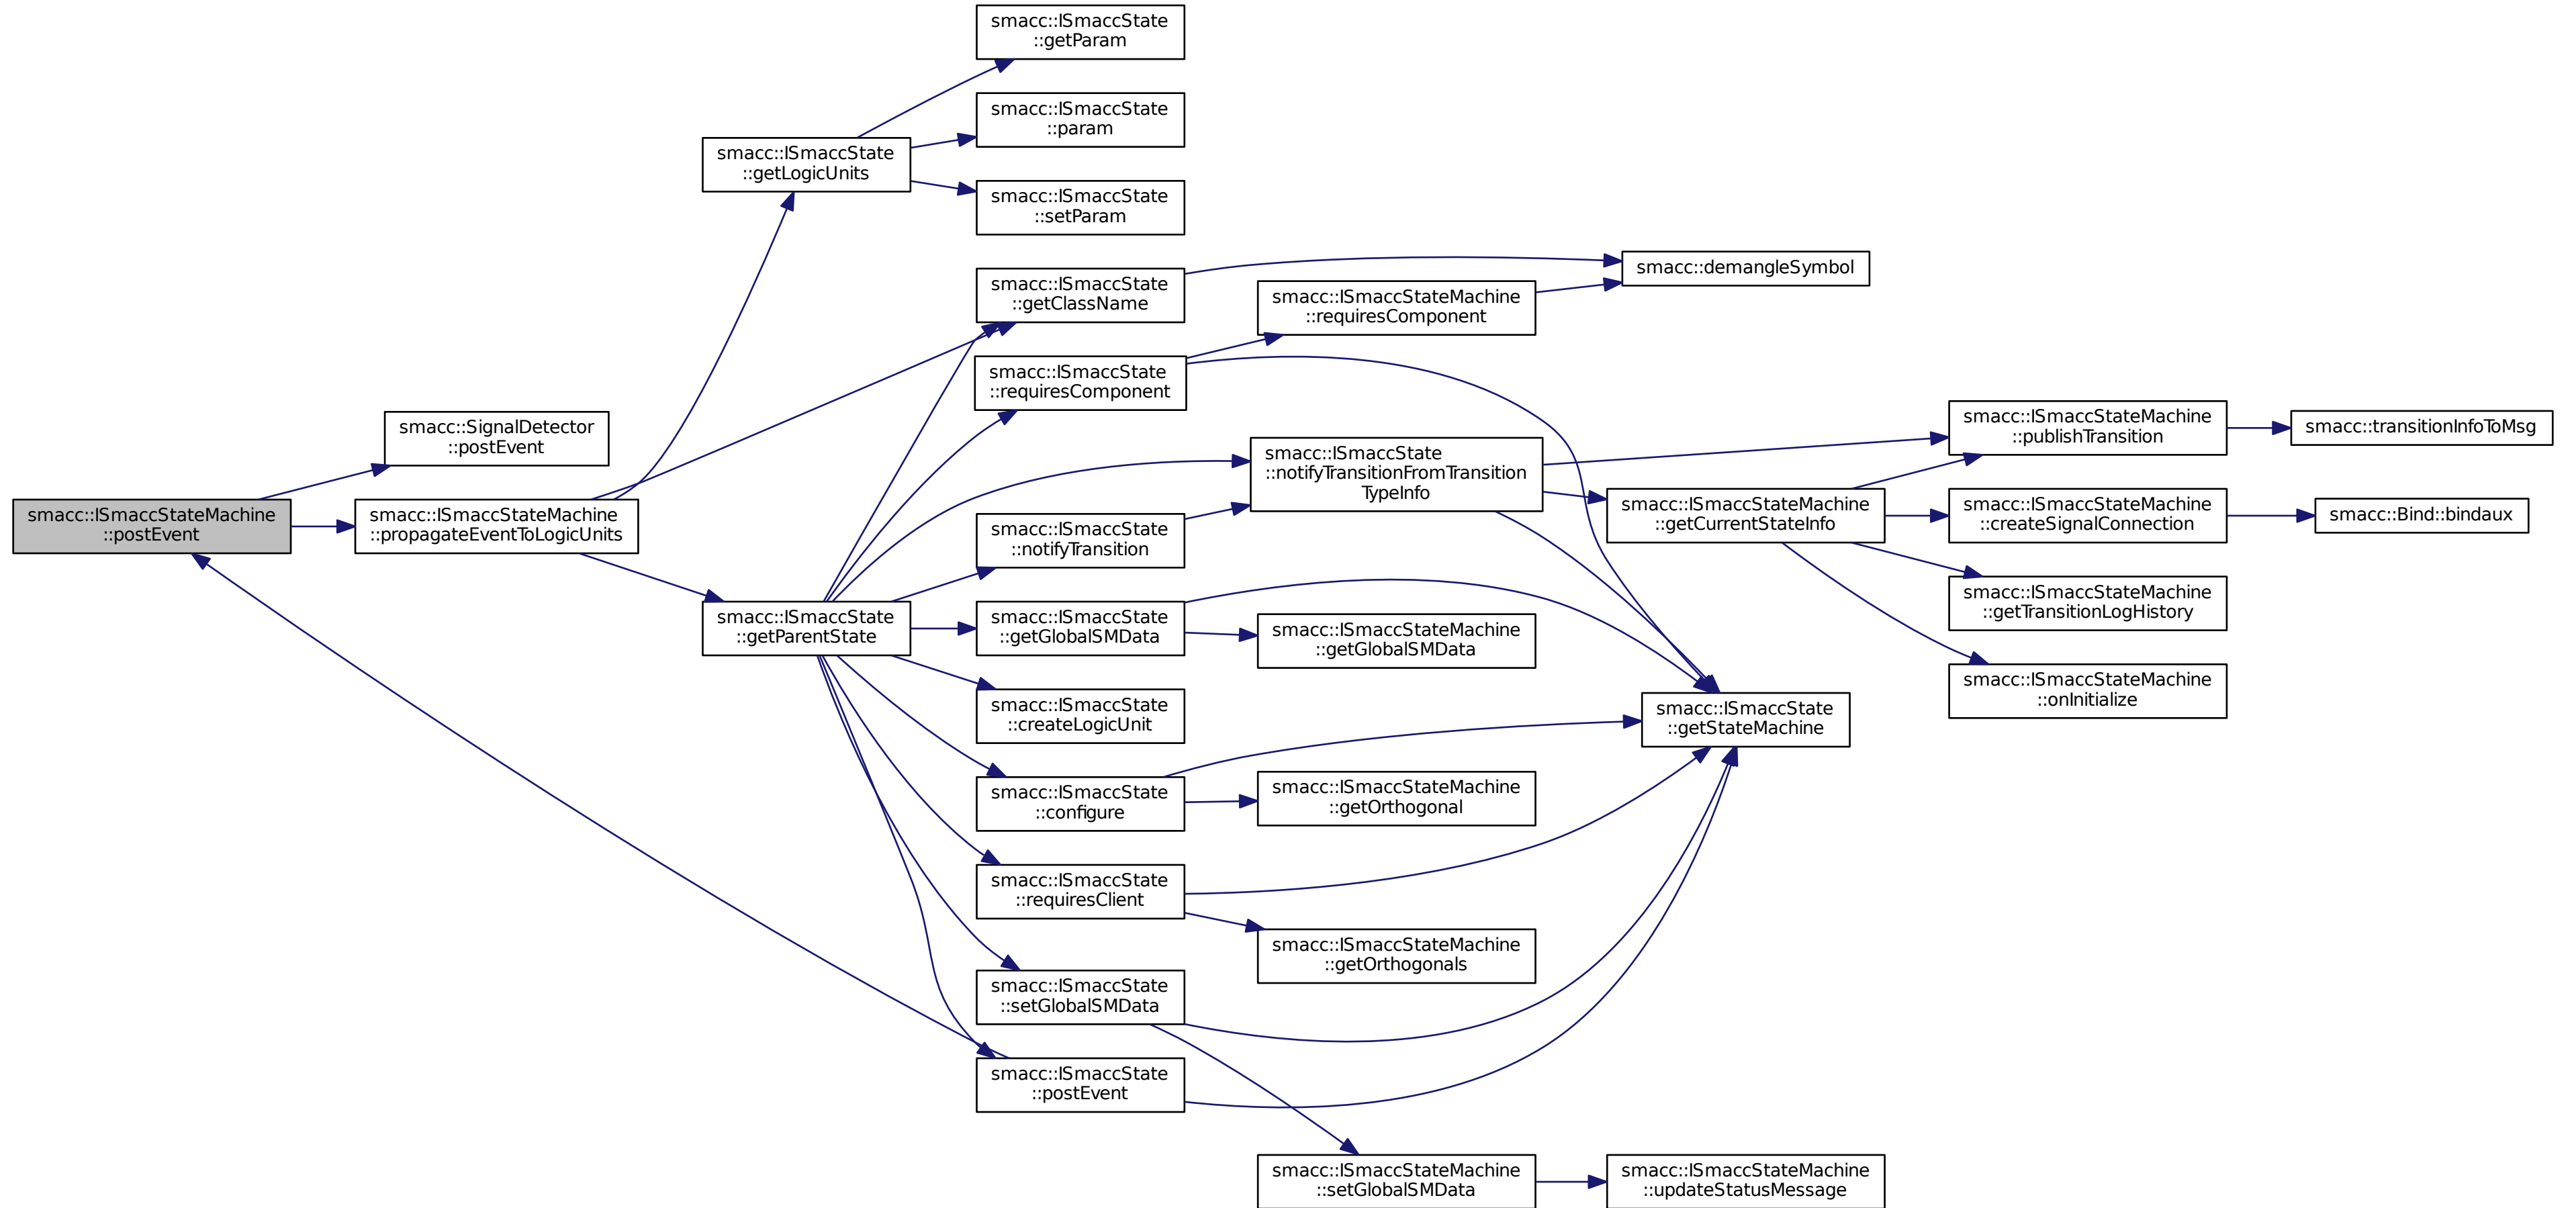 smacc::ISmaccState
::getParam
smacc::ISmaccState
::param
smacc::ISmaccState
::getLogicUnits
smacc::ISmaccState
::setParam
smacc::ISmaccState
::getClassName
smacc::demangleSymbol
smacc::ISmaccStateMachine
::requiresComponent
smacc::ISmaccState
::requiresComponent
smacc::SignalDetector
::postEvent
smacc::ISmaccState
::notifyTransitionFromTransition
TypeInfo
smacc::ISmaccStateMachine
::publishTransition
smacc::transitionInfoToMsg
smacc::ISmaccStateMachine
::postEvent
smacc::ISmaccStateMachine
::propagateEventToLogicUnits
smacc::ISmaccState
::notifyTransition
smacc::ISmaccStateMachine
::getCurrentStateInfo
smacc::ISmaccStateMachine
::createSignalConnection
smacc::Bind::bindaux
smacc::ISmaccStateMachine
::getTransitionLogHistory
smacc::ISmaccState
::getParentState
smacc::ISmaccState
::getGlobalSMData
smacc::ISmaccStateMachine
::getGlobalSMData
smacc::ISmaccStateMachine
::onInitialize
smacc::ISmaccState
::createLogicUnit
smacc::ISmaccState
::getStateMachine
smacc::ISmaccState
::configure
smacc::ISmaccStateMachine
::getOrthogonal
smacc::ISmaccState
::requiresClient
smacc::ISmaccStateMachine
::getOrthogonals
smacc::ISmaccState
::setGlobalSMData
smacc::ISmaccState
::postEvent
smacc::ISmaccStateMachine
::setGlobalSMData
smacc::ISmaccStateMachine
::updateStatusMessage